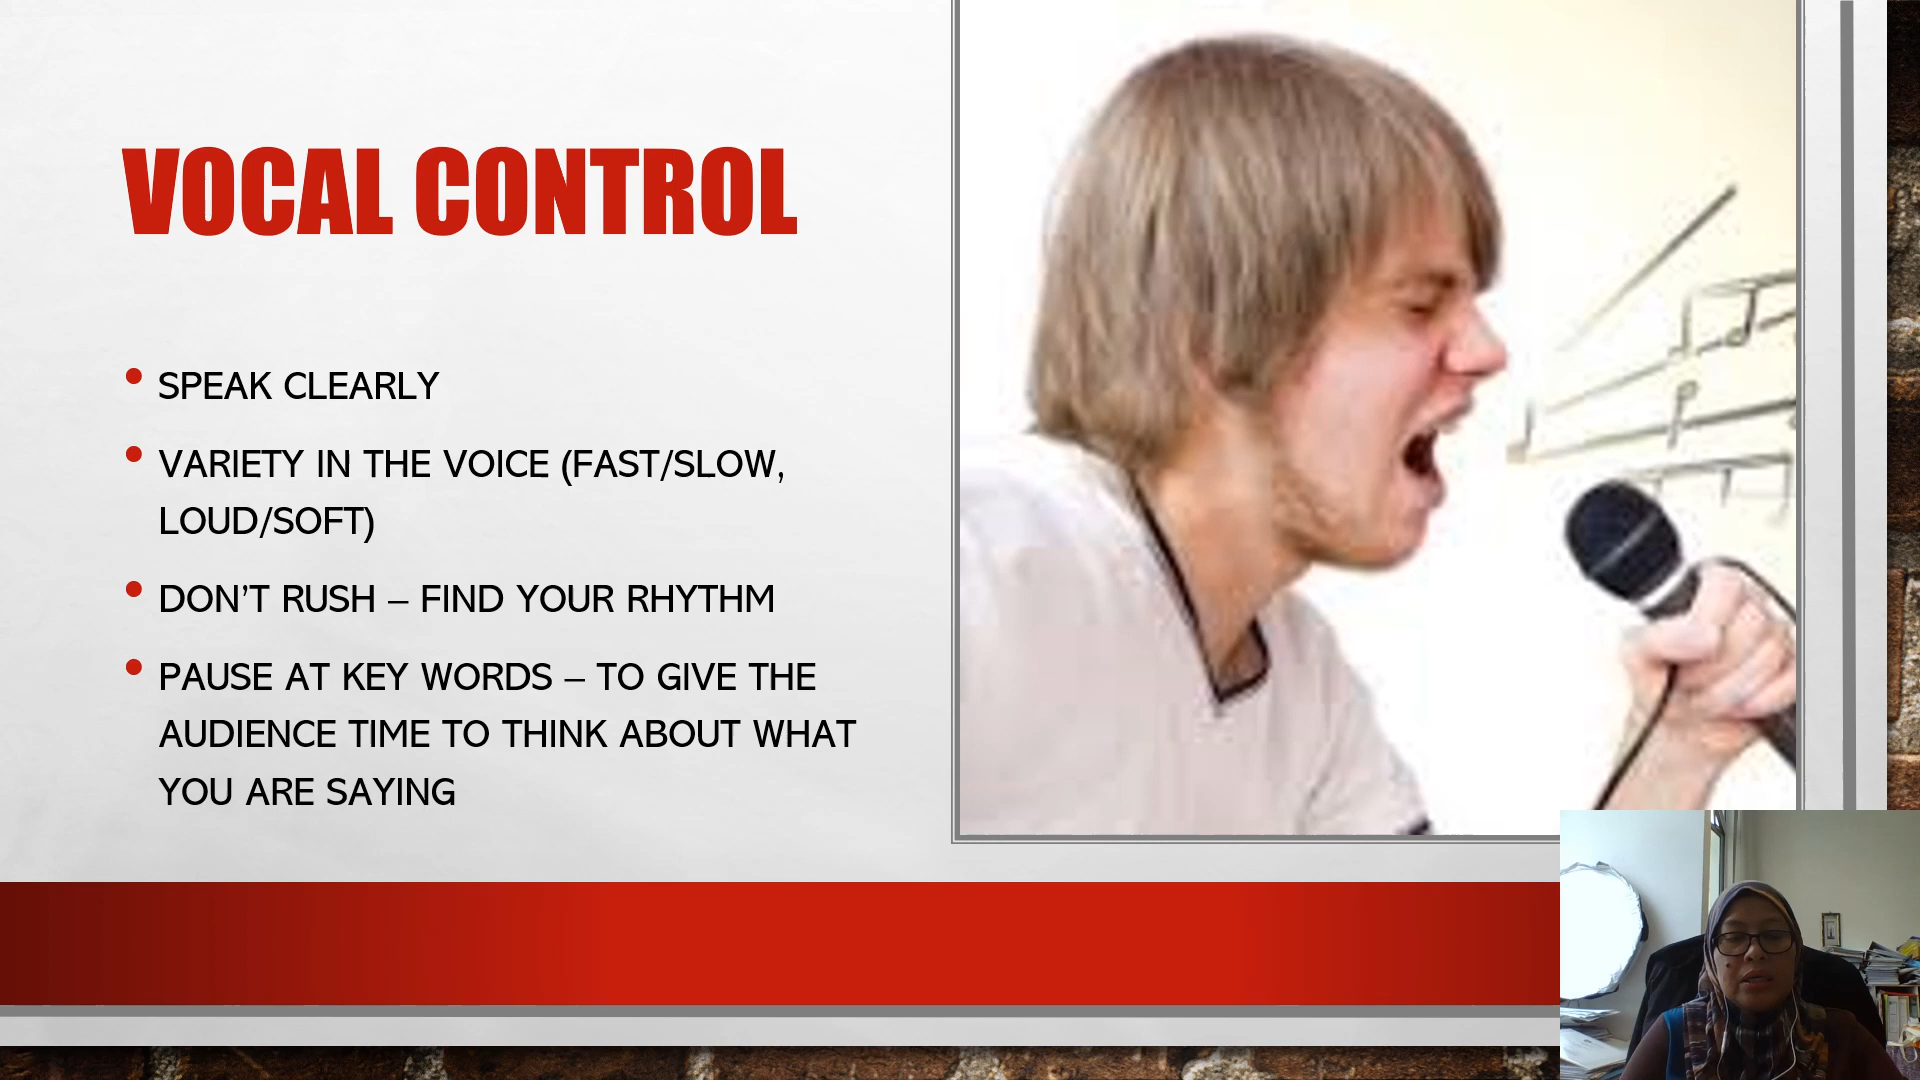 VOCAL CONTROL
• SPEAK CLEARLY
• VARIETY IN THE VOICE (FAST/SLOW,
LOUD/SOFT)
• DON’T RUSH – FIND YOUR RHYTHM
• PAUSE AT KEY WORDS – TO GIVE THE
AUDIENCE TIME TO THINK ABOUT WHAT
YOU ARE SAYING